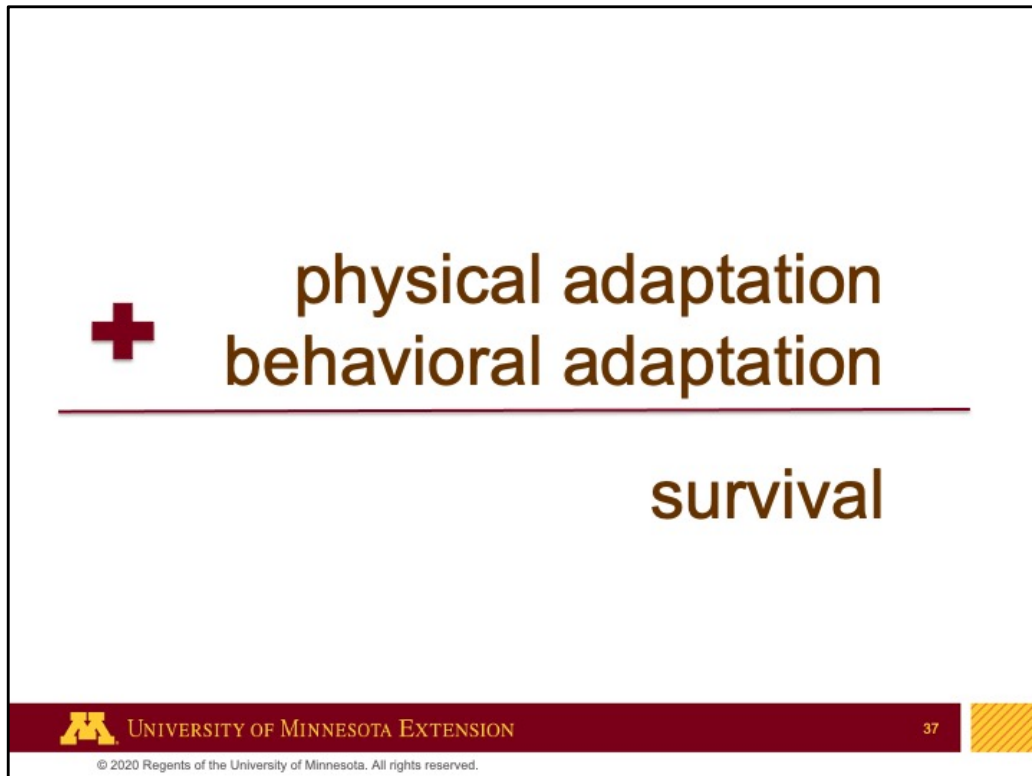 physical adaptation
behavioral adaptation
survival
UNIVERSITY OF MINNESOTA EXTENSION
37
© 2020 Regents of the University of Minnesota. All rights reserved.